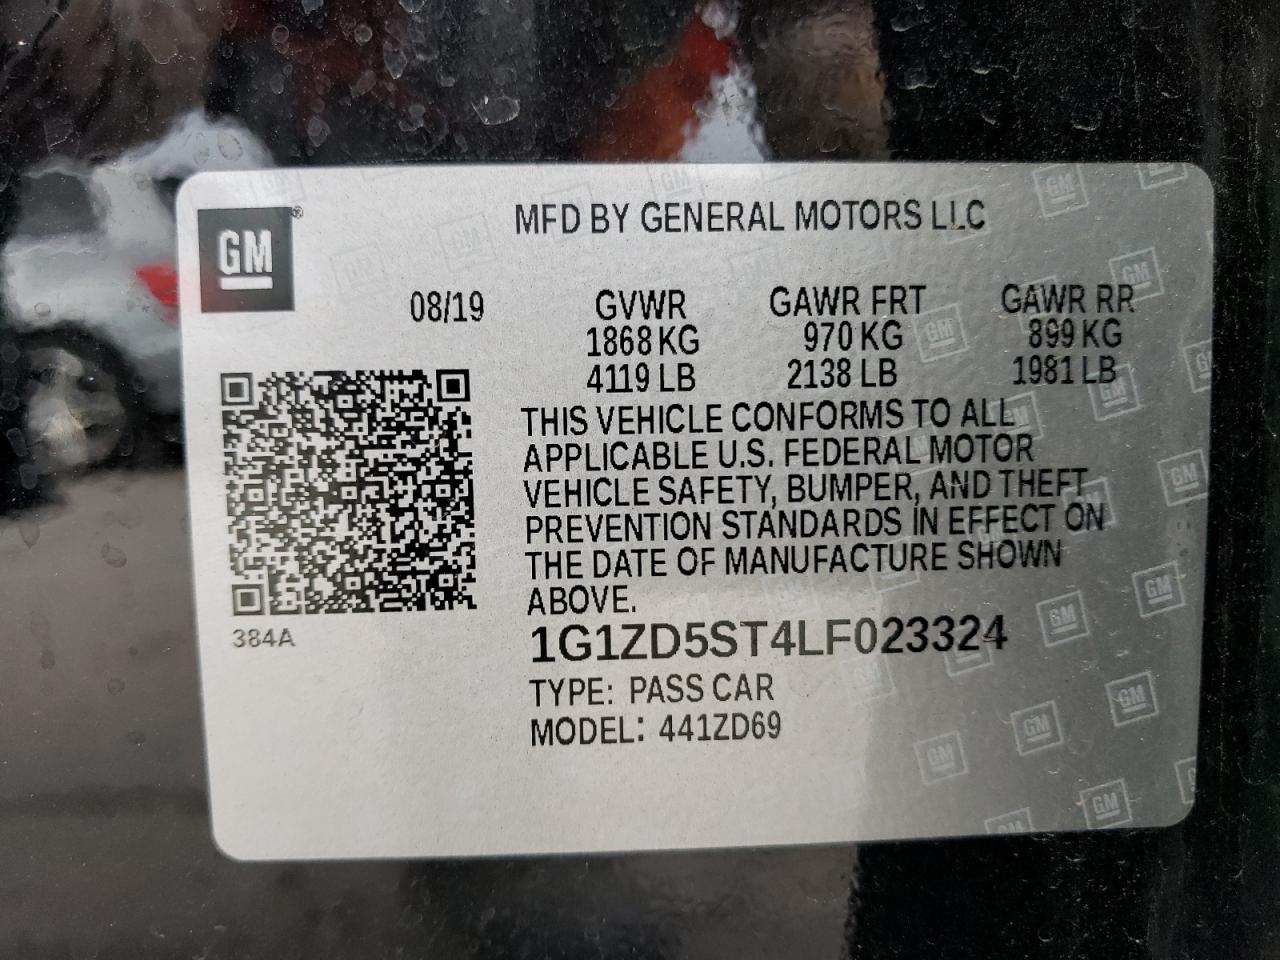 GM®
MFD BY GENERAL MOTORS LLC
08/19
GVWR GAWR FRT GAWR RR
1868 KG 970 KG 899 KG
4119 LB 2138 LB 1981 LB
THIS VEHICLE CONFORMS TO ALL
APPLICABLE U.S. FEDERAL MOTOR
VEHICLE SAFETY, BUMPER, AND THEFT
PREVENTION STANDARDS IN EFFECT ON
THE DATE OF MANUFACTURE SHOWN
ABOVE.
384A
1G1ZD5ST4LF023324
TYPE: PASS CAR
MODEL: 441ZD69